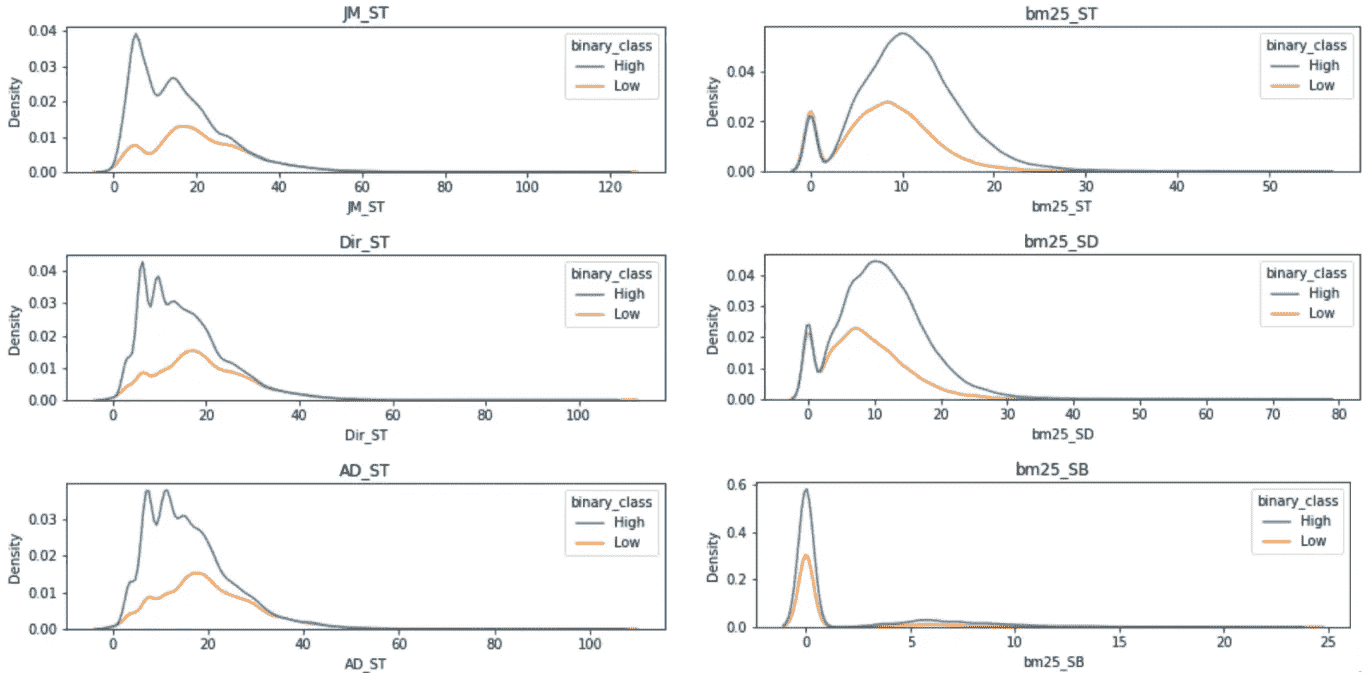 JM_ST
Density
0.04
0.03
0.02
0.01
0.00
binary_class
High
Low
0
20
40
60
80
100
120
JM_ST
bm25_ST
Density
0.04
0.02
0.00
binary_class
High
Low
0
10
20
30
40
50
bm25_ST
Dir_ST
Density
0.04
0.03
0.02
0.01
0.00
binary_class
High
Low
0
20
40
60
80
100
Dir_ST
bm25_SD
Density
0.04
0.03
0.02
0.01
0.00
binary_class
High
Low
0
10
20
30
40
50
60
70
80
bm25_SD
AD_ST
Density
0.03
0.02
0.01
0.00
binary_class
High
Low
0
20
40
60
80
100
AD_ST
bm25_SB
Density
0.6
0.4
0.2
0.0
binary_class
High
Low
0
5
10
15
20
25
bm25_SB